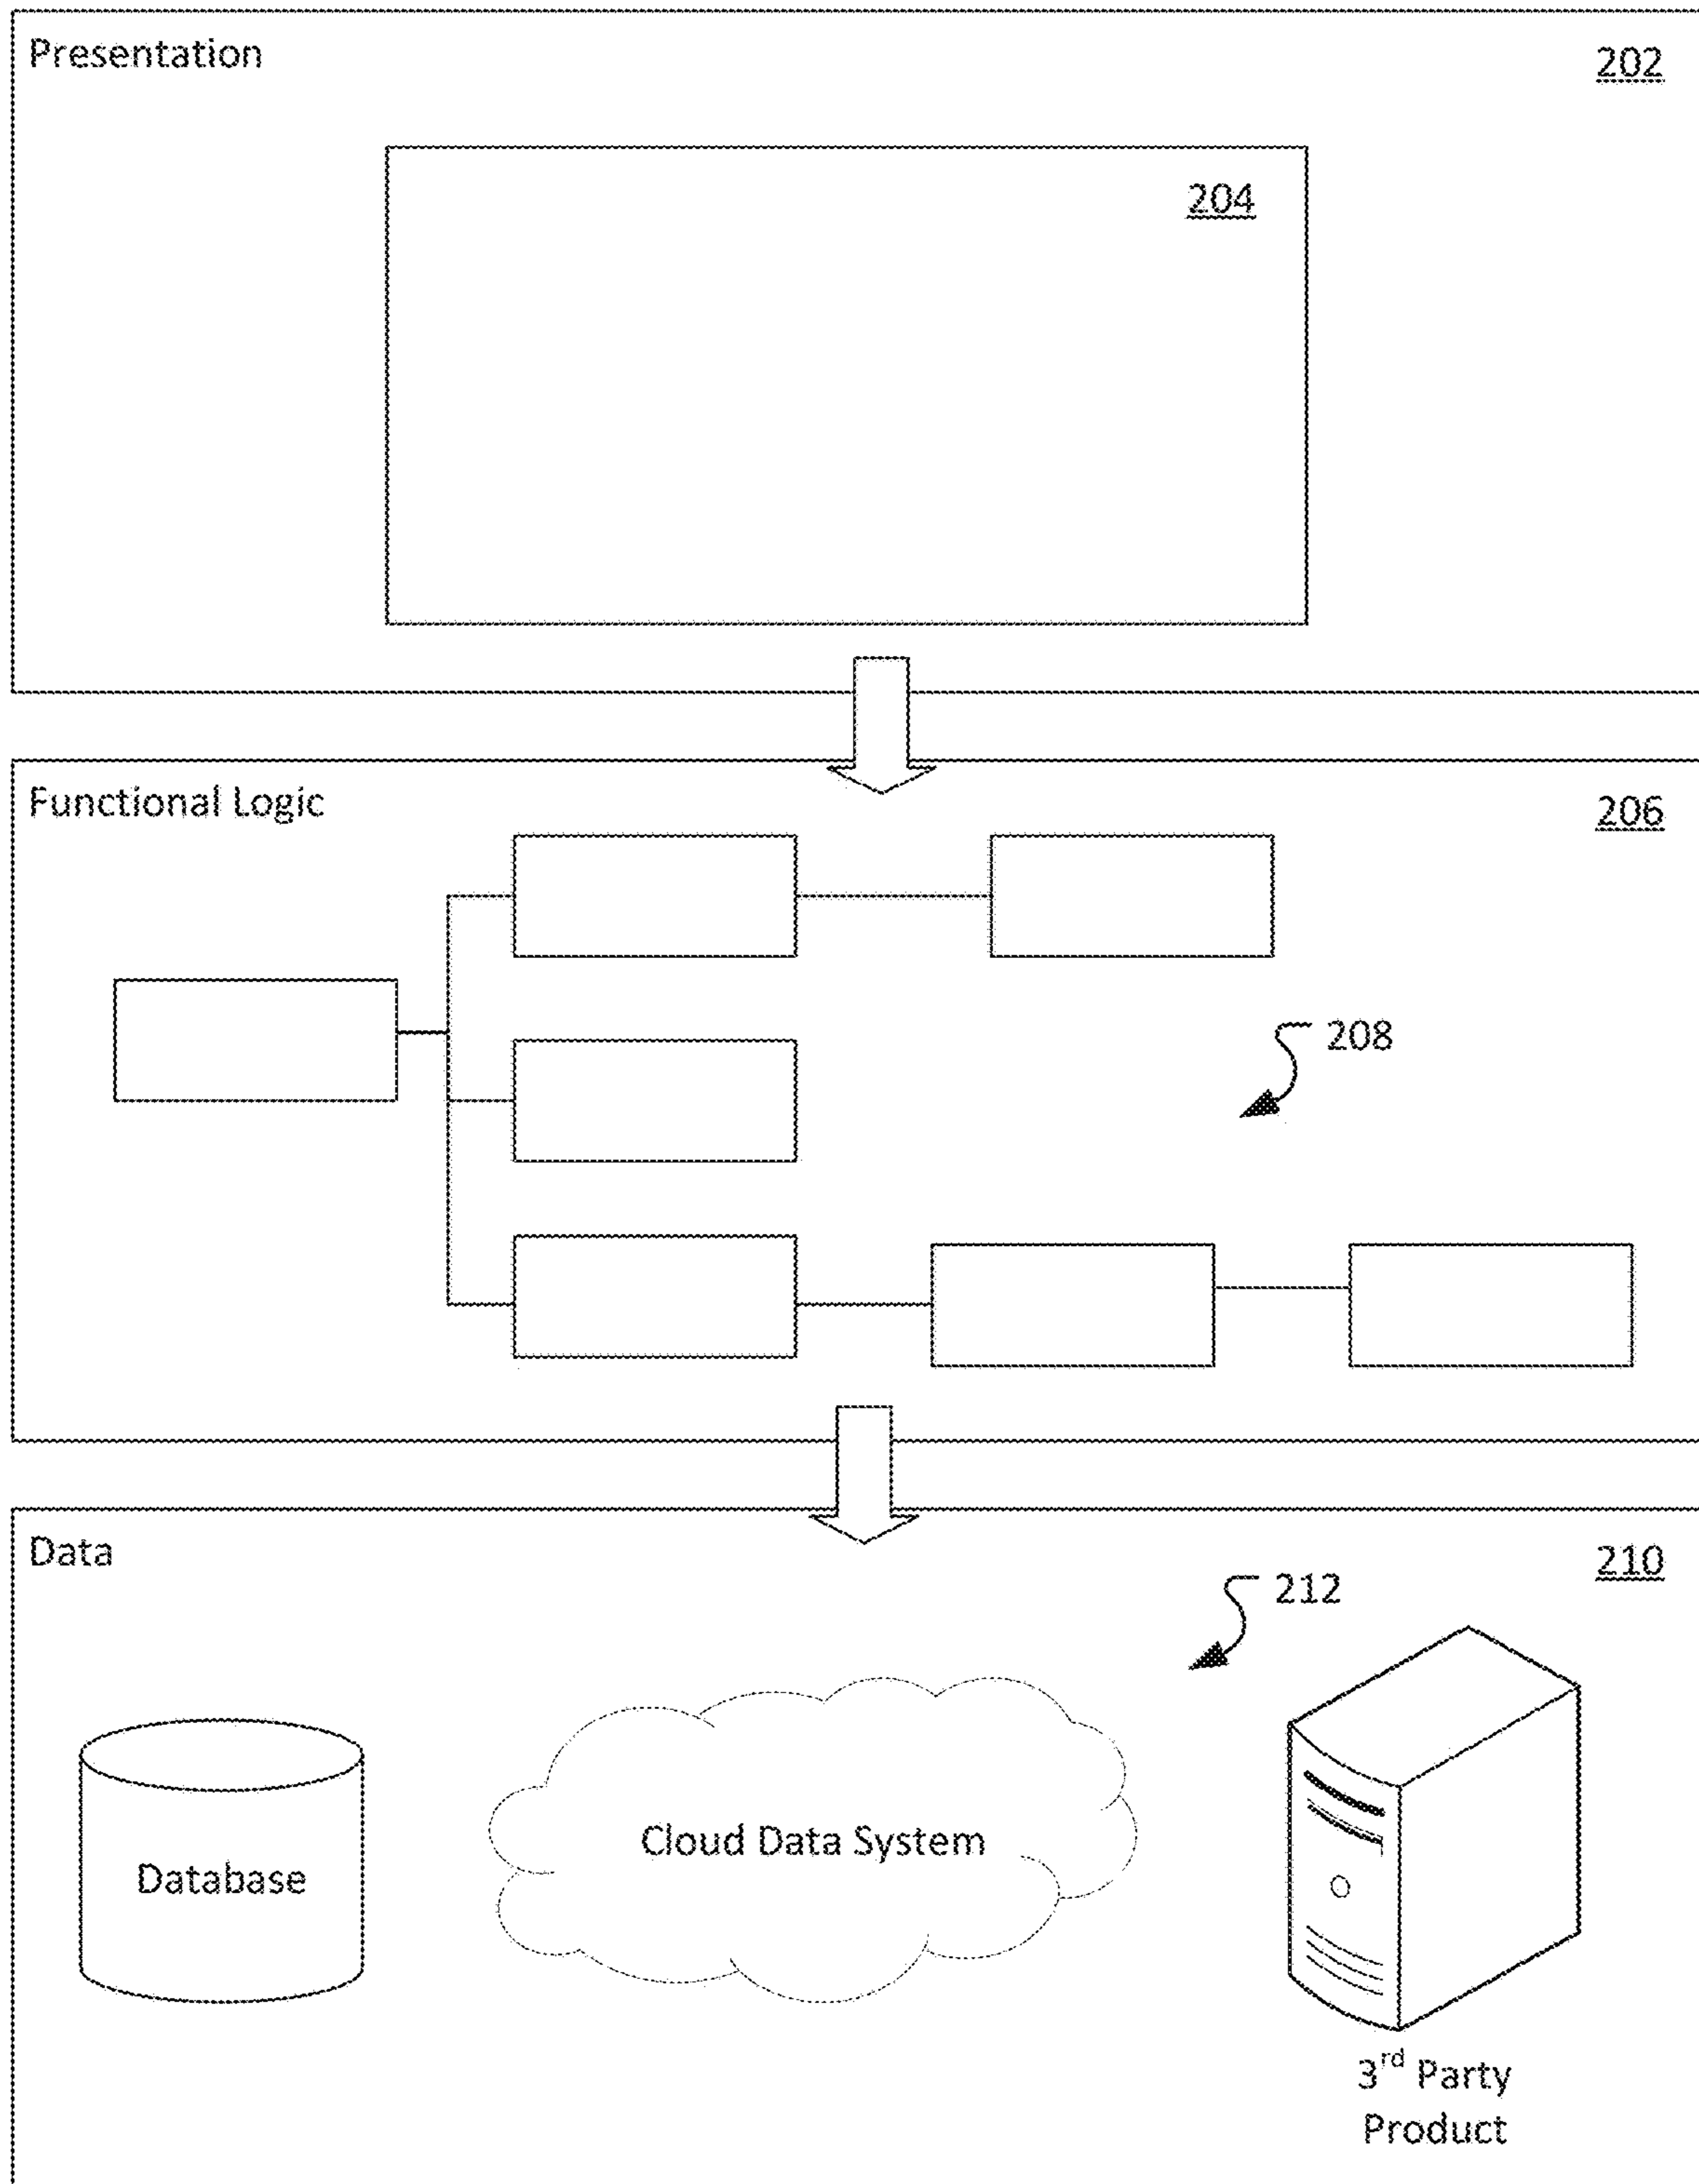 Presentation
202
204
Functional Logic
206
208
Data
210
212
Database
Cloud Data System
3rd Party
Product